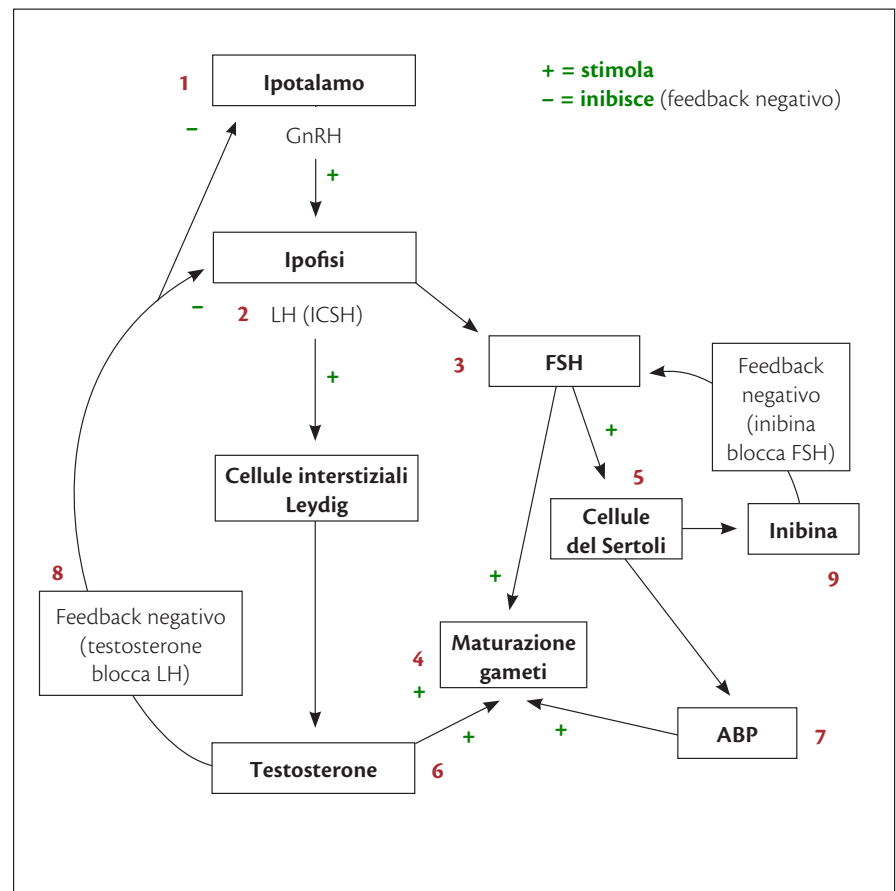 1
Ipotalamo
+ = stimola
− = inibisce (feedback negativo)
−
GnRH
+
Ipofisi
−
2
LH (ICSH)
+
3
FSH
Feedback
negativo
(inibina
blocca FSH)
+
Cellule interstiziali
Leydig
5
Cellule
del Sertoli
Inibina
9
8
Feedback negativo
(testosterone
blocca LH)
+
4
Maturazione
gameti
+
+
+
ABP
7
Testosterone
6